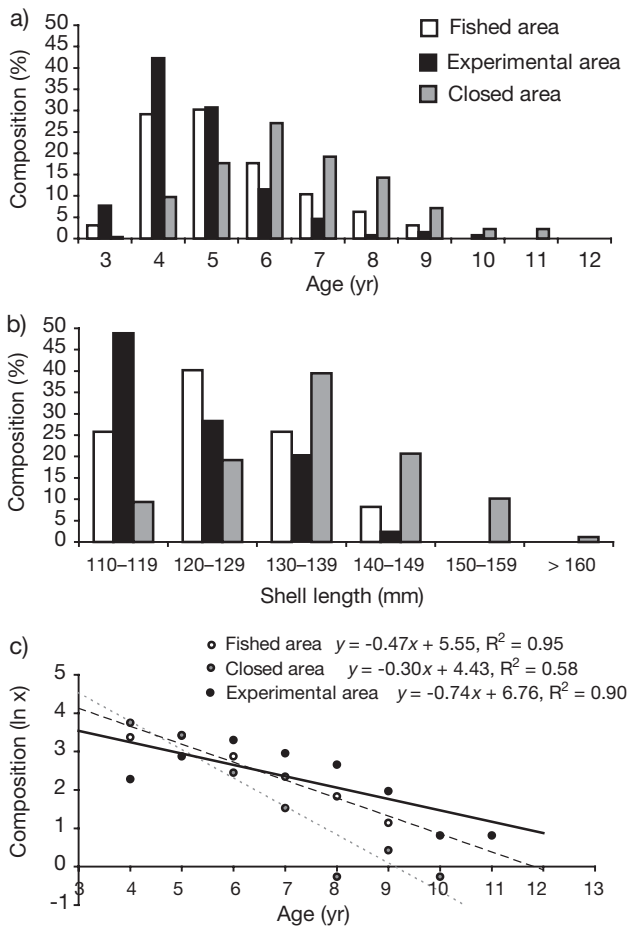 a)
50
45
40
35
30
25
20
15
10
5
0
Composition (%)
Fished area
Experimental area
Closed area
3 4 5 6 7 8 9 10 11 12
Age (yr)
b)
50
45
40
35
30
25
20
15
10
5
0
Composition (%)
110–119 120–129 130–139 140–149 150–159 > 160
Shell length (mm)
c)
Fished area y = -0.47x + 5.55, R² = 0.95
Closed area y = -0.30x + 4.43, R² = 0.58
Experimental area y = -0.74x + 6.76, R² = 0.90
5
4
3
2
1
0
-1
Composition (ln x)
3 4 5 6 7 8 9 10 11 12 13
Age (yr)